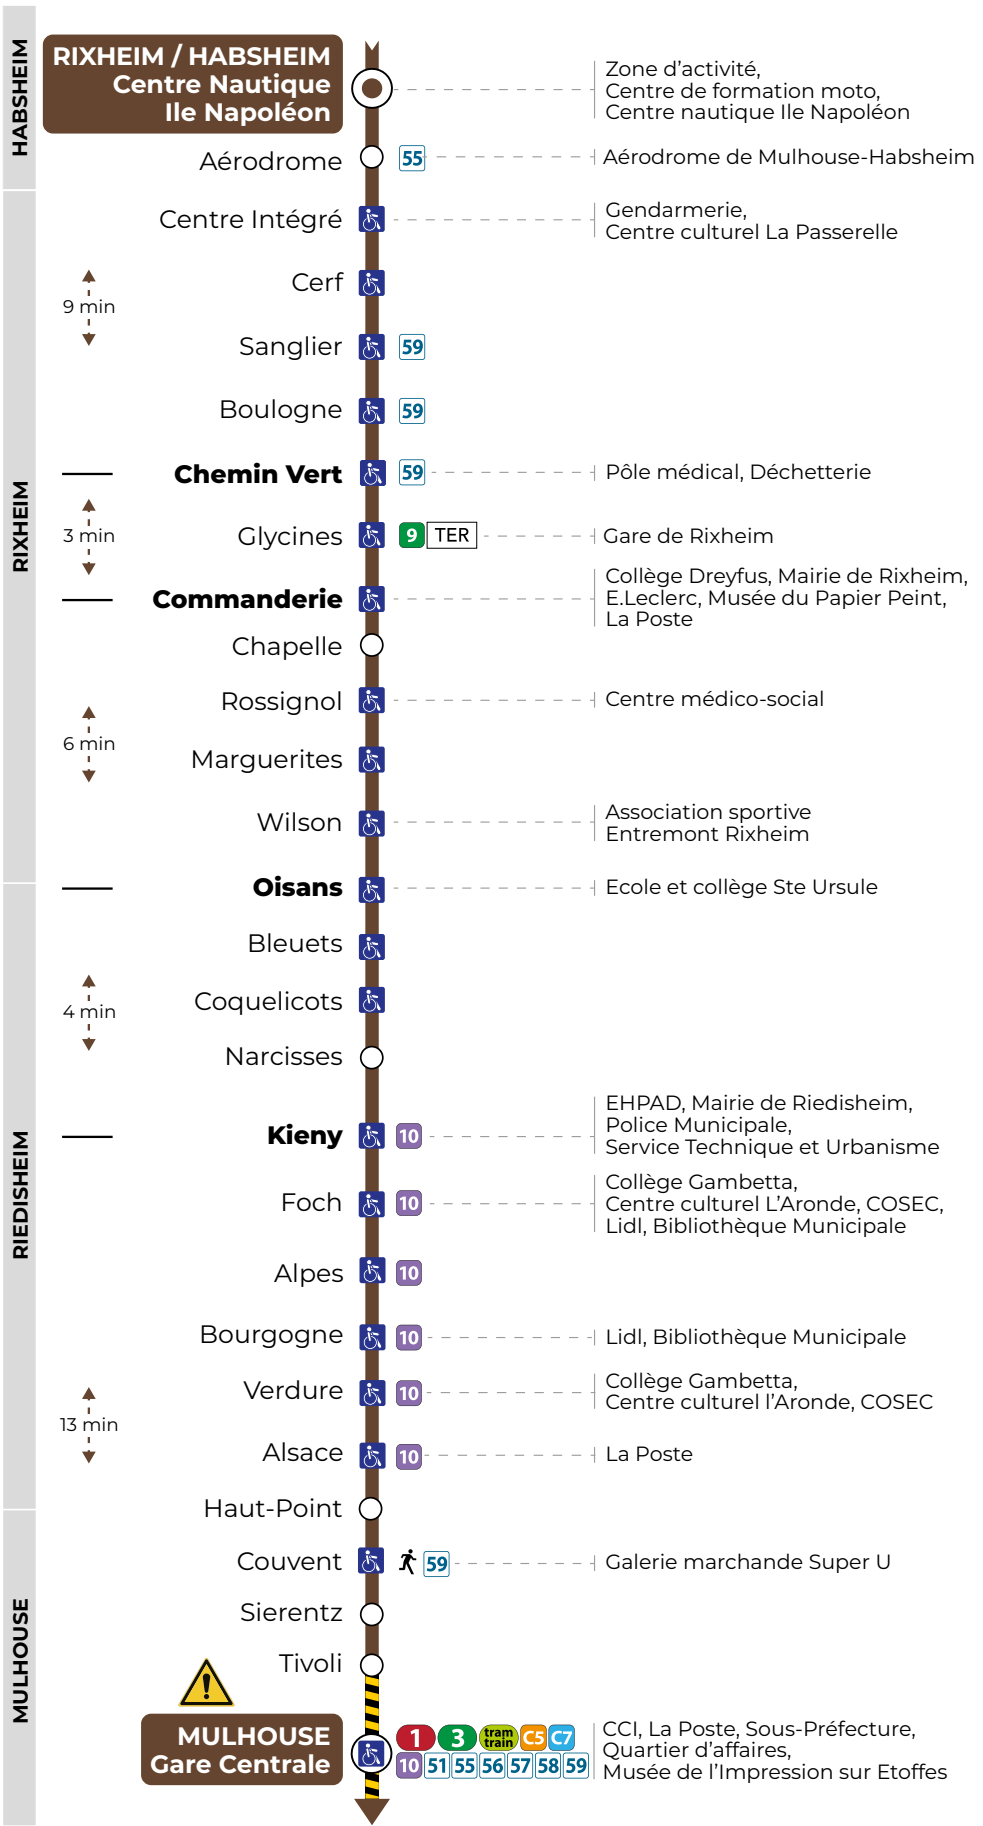 HABSHEIM
RIXHEIM / HABSHEIM
Centre Nautique
Ile Napoléon
Zone d'activité,
Centre de formation moto,
Centre nautique Ile Napoléon
Aérodrome 55 Aérodrome de Mulhouse-Habsheim
RIXHEIM
Centre Intégré
Gendarmerie,
Centre culturel La Passerelle
Cerf
9 min
Sanglier 59
Boulogne 59
Chemin Vert 59 Pôle médical, Déchetterie
3 min
Glycines 9 TER Gare de Rixheim
Commanderie
Collège Dreyfus, Mairie de Rixheim,
E.Leclerc, Musée du Papier Peint,
La Poste
Chapelle
Rossignol Centre médico-social
6 min
Marguerites
Wilson
Association sportive
Entremont Rixheim
RIEDISHEIM
Oisans Ecole et collège Ste Ursule
Bleuets
Coquelicots
4 min
Narcisses
Kieny 10
EHPAD, Mairie de Riedisheim,
Police Municipale,
Service Technique et Urbanisme
Foch 10
Collège Gambetta,
Centre culturel L'Aronde, COSEC,
Lidl, Bibliothèque Municipale
Alpes 10
Bourgogne 10 Lidl, Bibliothèque Municipale
Verdure 10
Collège Gambetta,
Centre culturel l'Aronde, COSEC
13 min
Alsace 10 La Poste
Haut-Point
MULHOUSE
Couvent 59 Galerie marchande Super U
Sierentz
Tivoli
MULHOUSE
Gare Centrale
1 3 tram train C5 C7
10 51 55 56 57 58 59
CCI, La Poste, Sous-Préfecture,
Quartier d'affaires,
Musée de l'Impression sur Etoffes